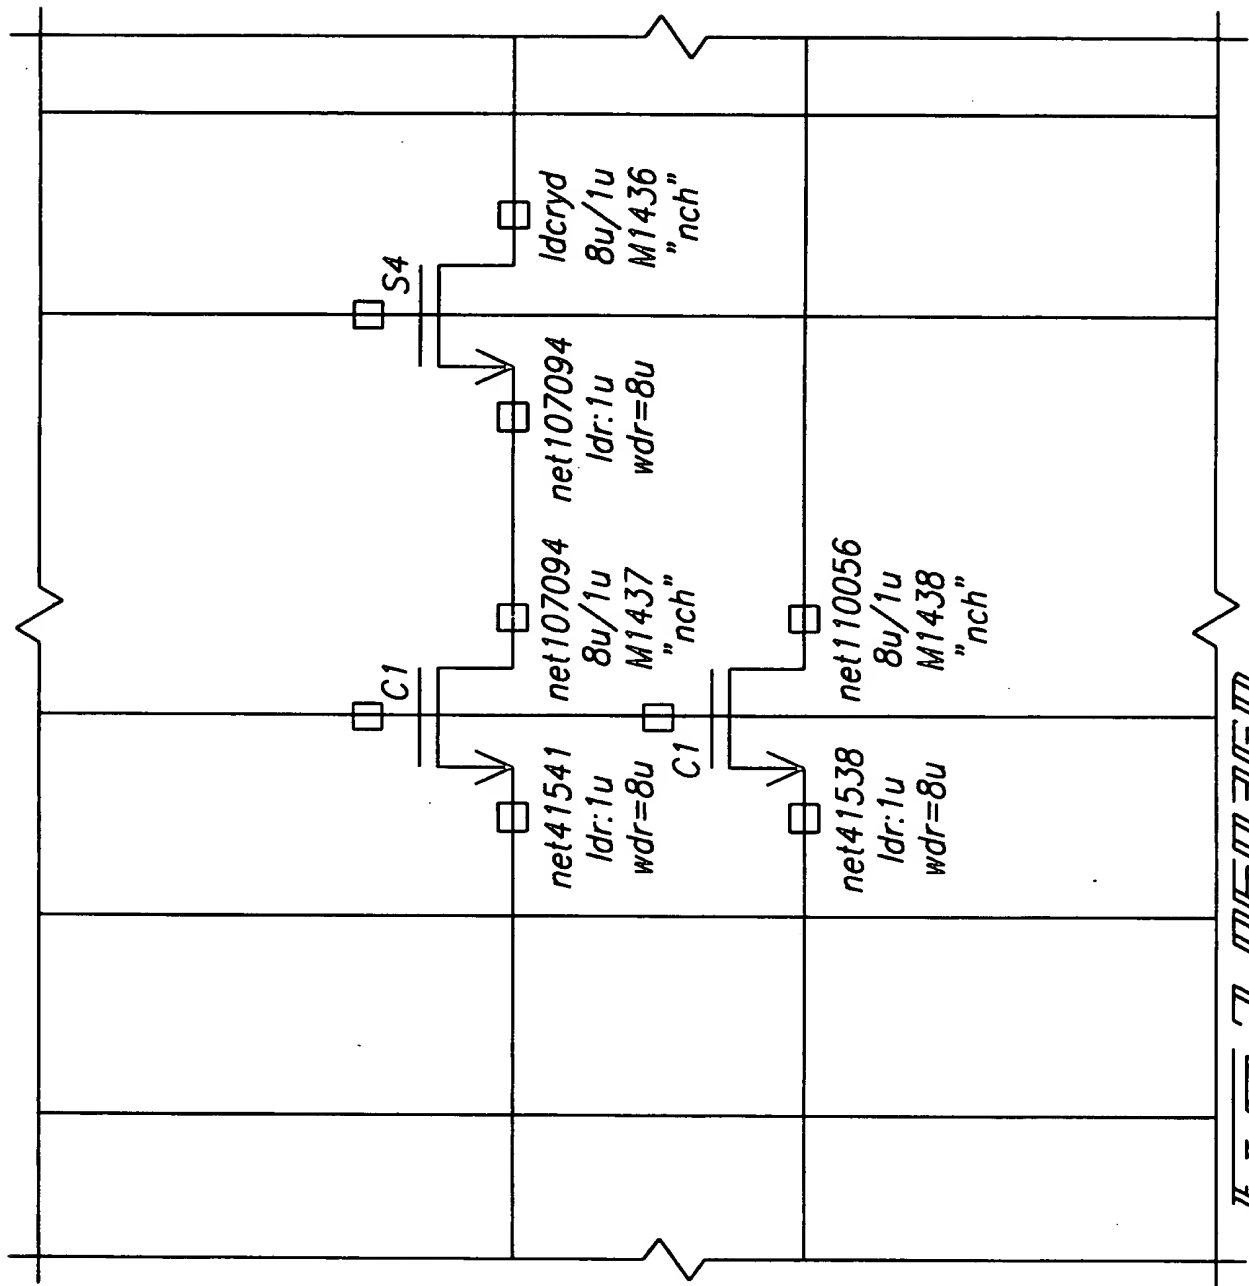 S4
ldcryd
8u/1u
M1436
"nch"
net107094
ldr:1u
wdr=8u
C1
net107094
8u/1u
M1437
"nch"
net41541
ldr:1u
wdr=8u
C1
net110056
8u/1u
M1438
"nch"
net41538
ldr:1u
wdr=8u